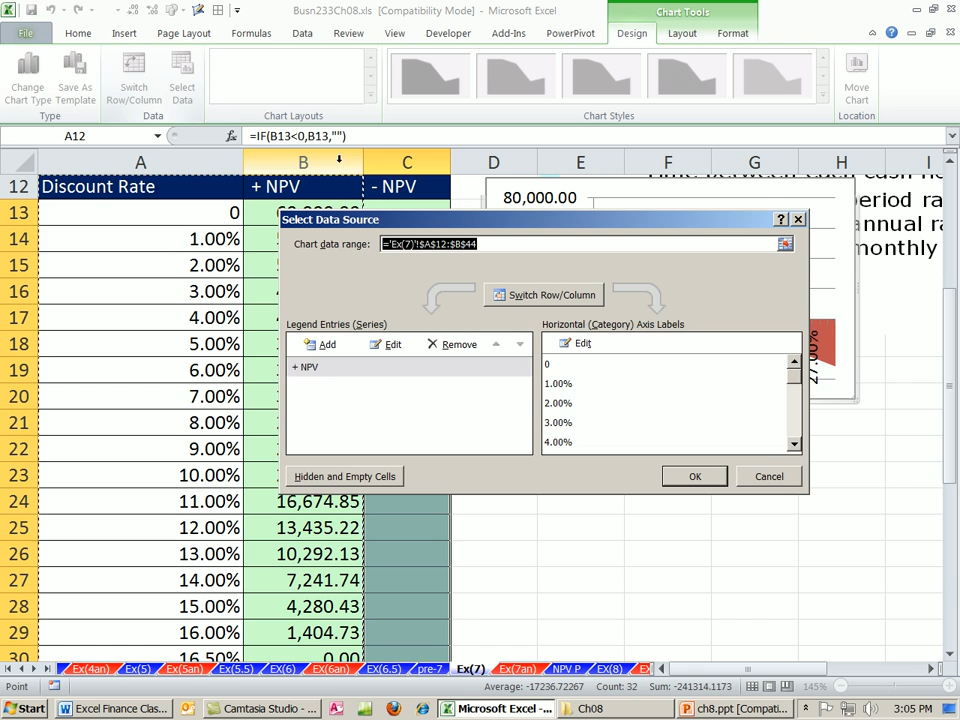 Busn233Ch08.xls [Compatibility Mode] - Microsoft Excel
Chart Tools
File Home Insert Page Layout Formulas Data Review View Developer Add-Ins PowerPivot Design Layout Format
Change Chart Type
Save As Template
Switch Row/Column
Select Data
Move Chart
Type Data Chart Layouts Chart Styles Location
A12 fx =IF(B13<0,B13,"")
A B C D E F G H I
12 Discount Rate + NPV - NPV
80,000.00
eriod ra
annual ra
monthly
27.00%
13 0
14 1.00%
15 2.00%
16 3.00%
17 4.00%
18 5.00%
19 6.00%
20 7.00%
21 8.00%
22 9.00%
23 10.00%
24 11.00% 16,674.85
25 12.00% 13,435.22
26 13.00% 10,292.13
27 14.00% 7,241.74
28 15.00% 4,280.43
29 16.00% 1,404.73
30 16.50% 0.00
Select Data Source
Chart data range: ='Ex(7)'!$A$12:$B$44
Switch Row/Column
Legend Entries (Series)
Add Edit Remove
+ NPV
Horizontal (Category) Axis Labels
Edit
0
1.00%
2.00%
3.00%
4.00%
Hidden and Empty Cells OK Cancel
Ex(4an) Ex(5) Ex(5an) Ex(5.5) EX(6) Ex(6an) EX(6.5) pre-7 Ex(7) Ex(7an) NPV P EX(8)
Point Average: -17236.72267 Count: 32 Sum: -241314.1173 145%
Start Excel Finance Clas... Camtasia Studio - ... Microsoft Excel -... Ch08 ch8.ppt [Compat... 3:05 PM